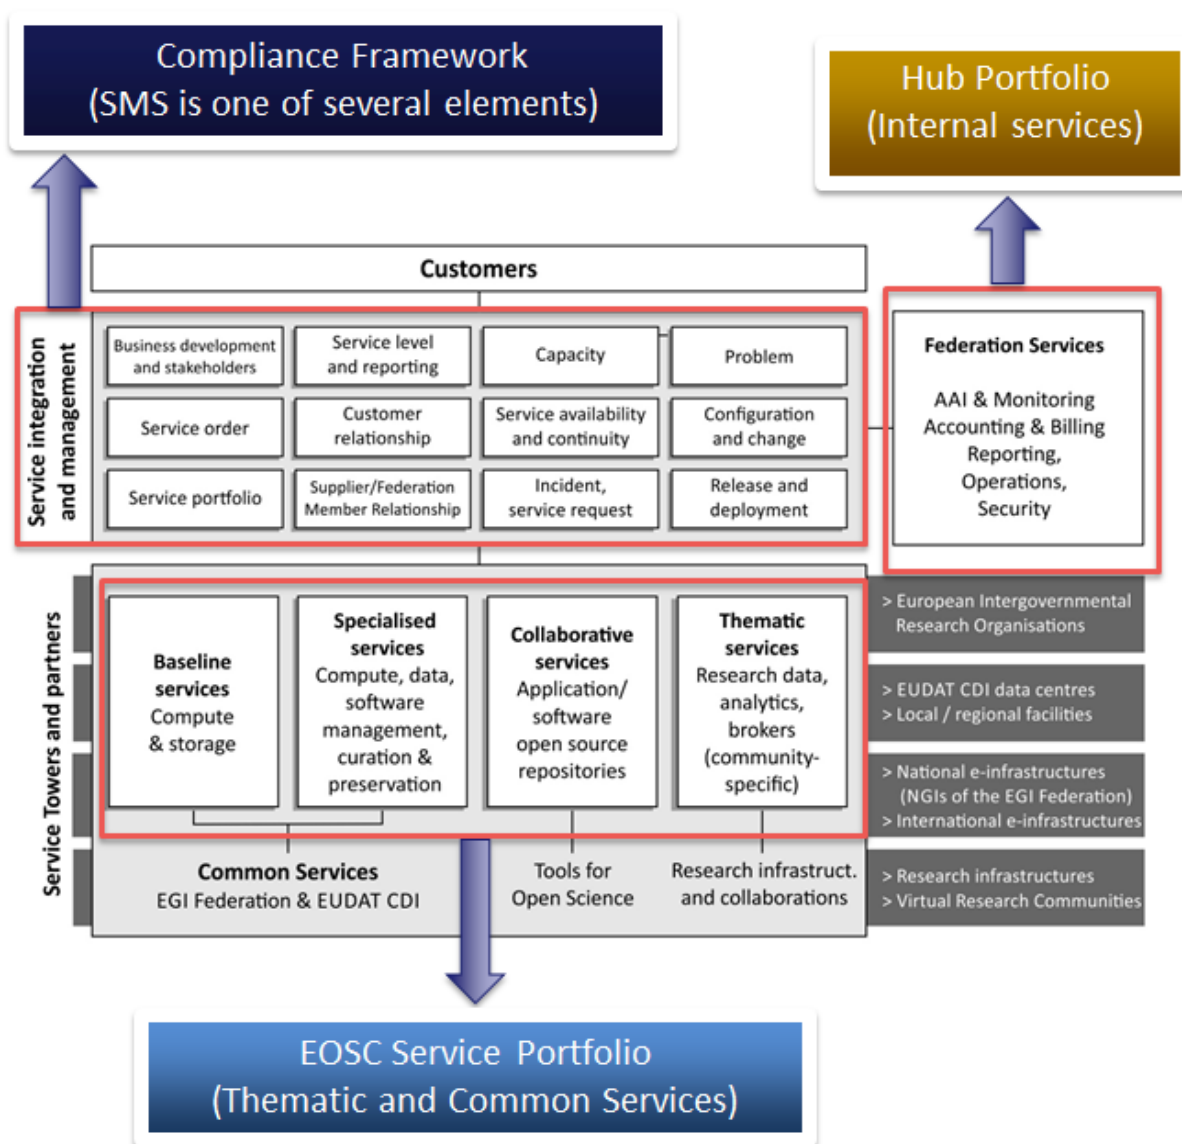 Compliance Framework
(SMS is one of several elements)
Hub Portfolio
(Internal services)
Customers
Service integration
and management
Business development
and stakeholders
Service level
and reporting
Capacity
Problem
Service order
Customer
relationship
Service availability
and continuity
Configuration
and change
Service portfolio
Supplier/Federation
Member Relationship
Incident,
service request
Release and
deployment
Federation Services
AAI & Monitoring
Accounting & Billing
Reporting,
Operations,
Security
Service Towers and partners
Baseline
services
Compute
& storage
Specialised
services
Compute, data,
software
management,
curation &
preservation
Collaborative
services
Application/
software
open source
repositories
Thematic
services
Research data,
analytics,
brokers
(community-
specific)
> European Intergovernmental
Research Organisations
> EUDAT CDI data centres
> Local / regional facilities
> National e-infrastructures
(NGIs of the EGI Federation)
> International e-infrastructures
> Research infrastructures
> Virtual Research Communities
Common Services
EGI Federation & EUDAT CDI
Tools for
Open Science
Research infrastruct.
and collaborations
EOSC Service Portfolio
(Thematic and Common Services)